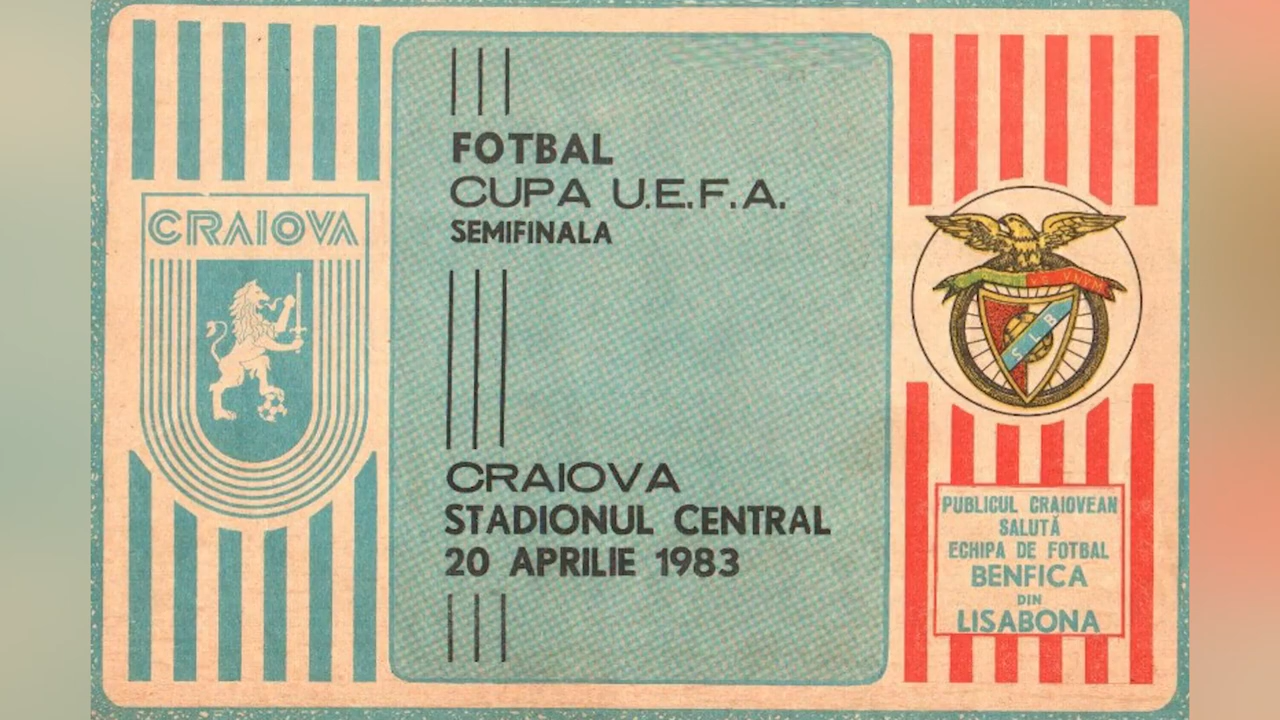 CRAIOVA
FOTBAL
CUPA U.E.F.A.
SEMIFINALA
CRAIOVA
STADIONUL CENTRAL
20 APRILIE 1983
S L B
PUBLICUL CRAIOVEAN
SALUTĂ
ECHIPA DE FOTBAL
BENFICA
DIN
LISABONA